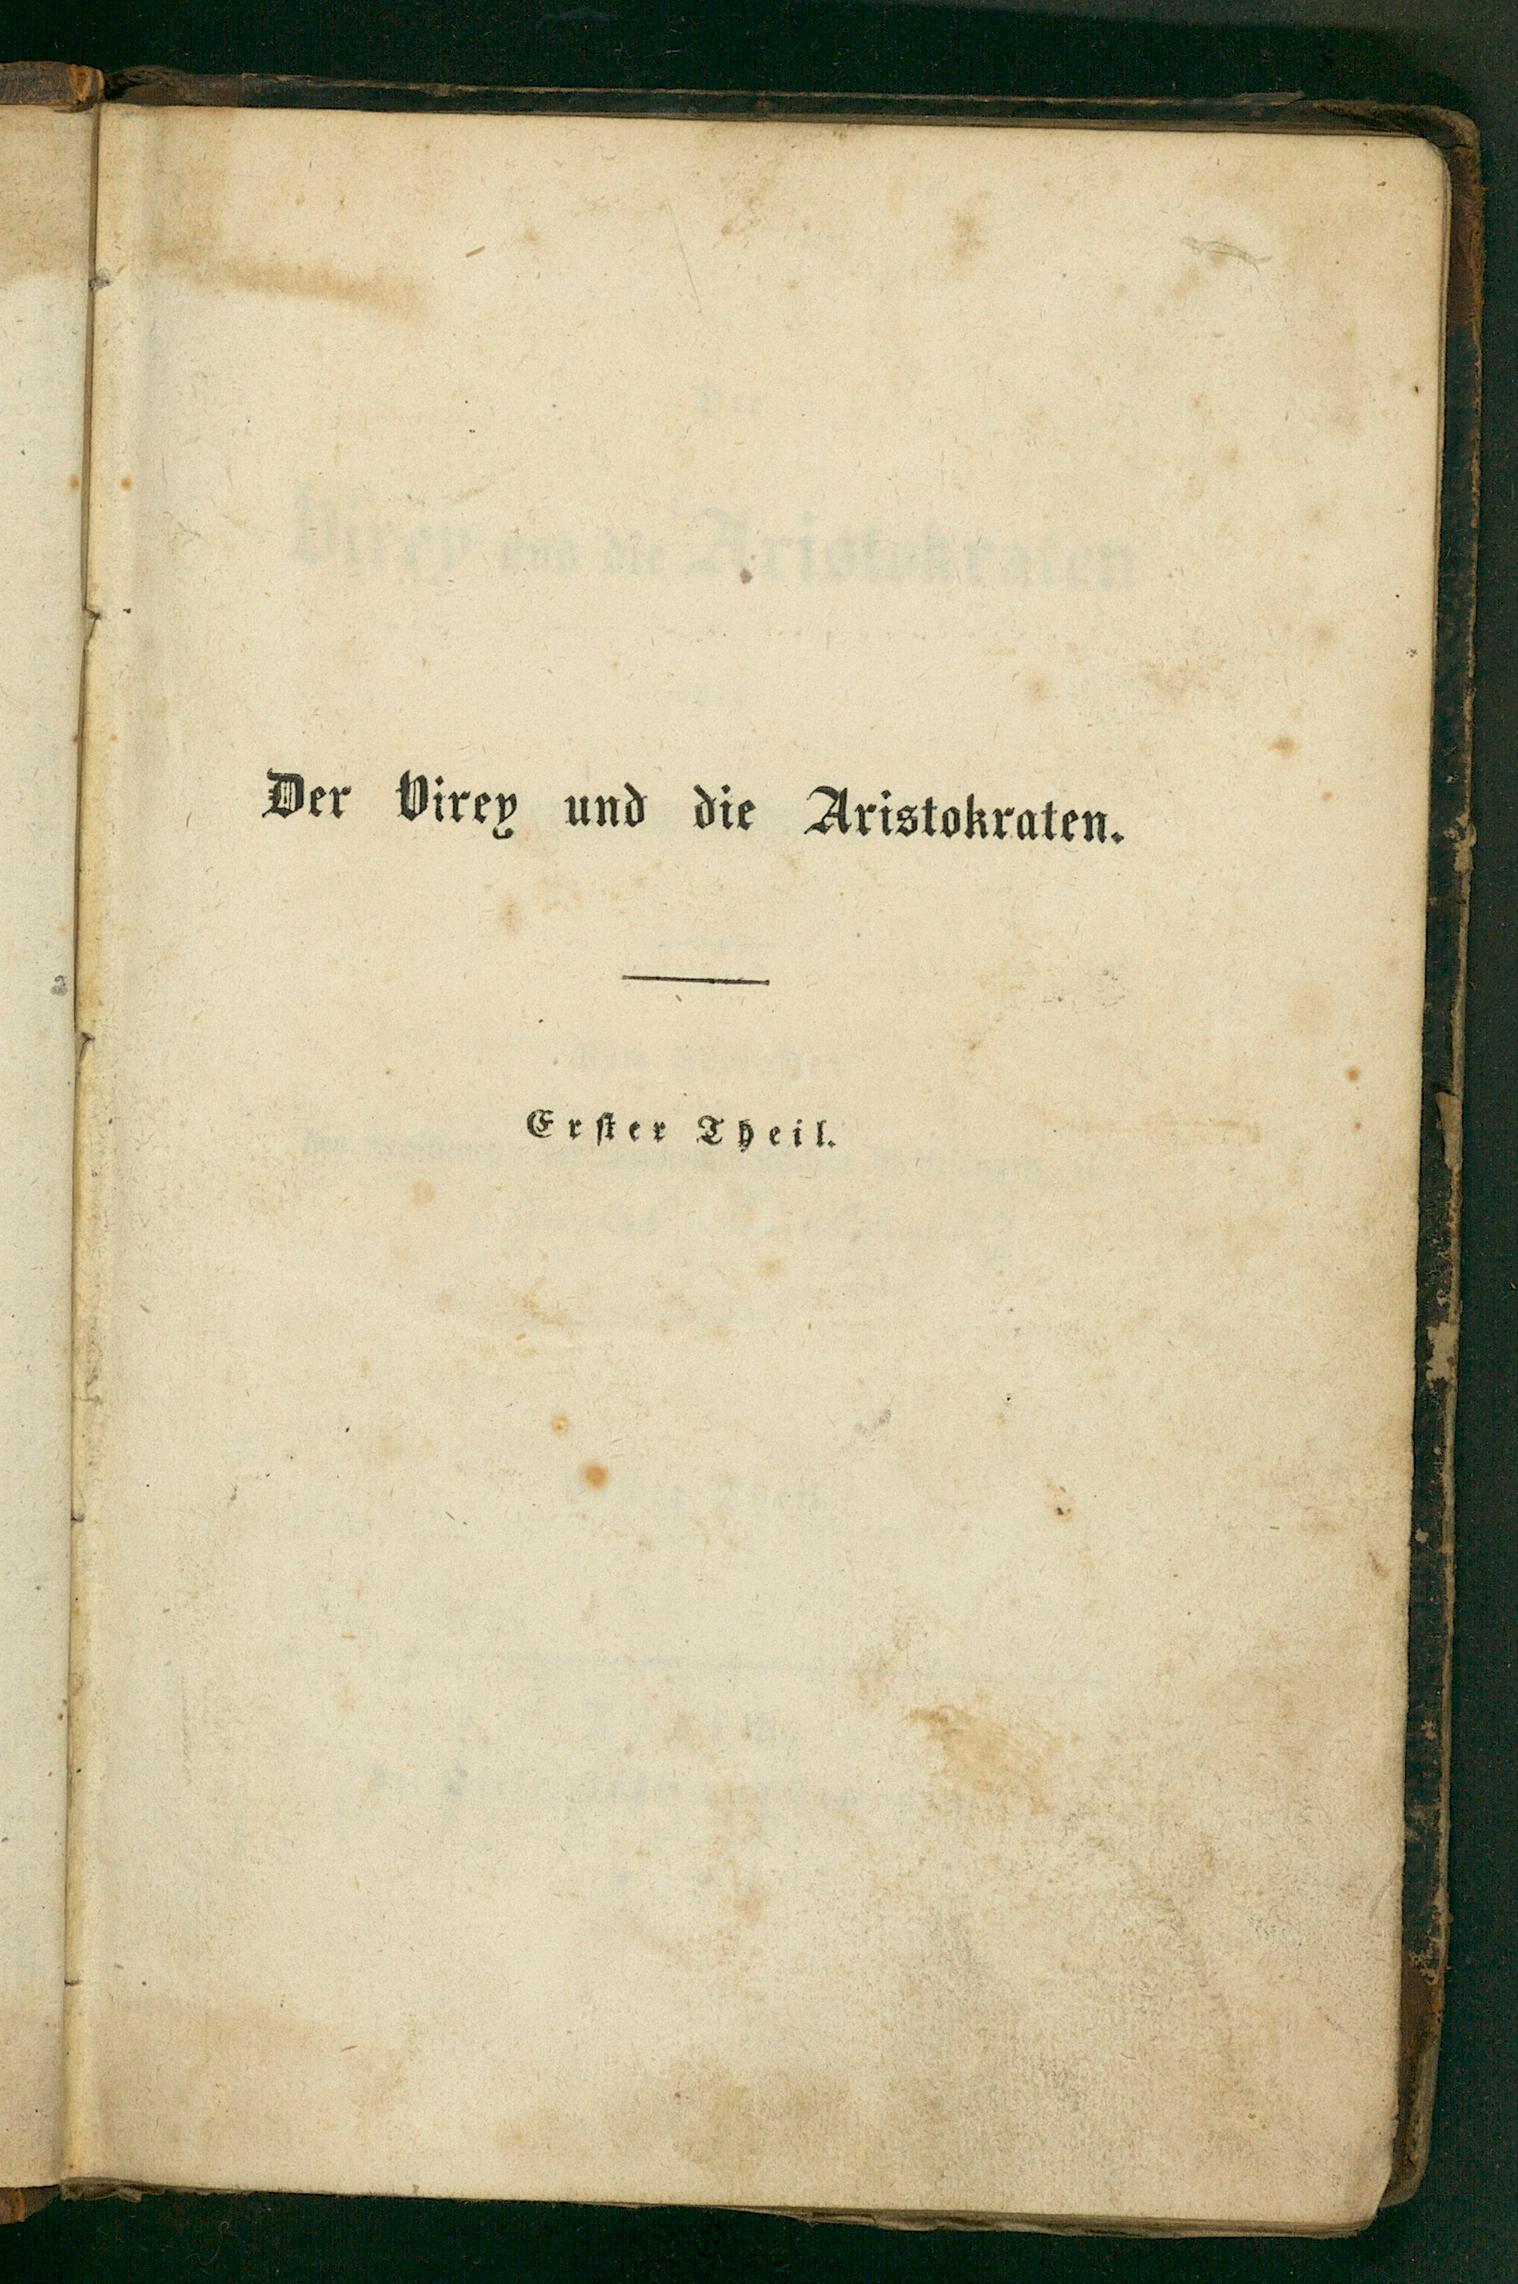 Der Virey und die Aristokraten.
Erſter Theil.